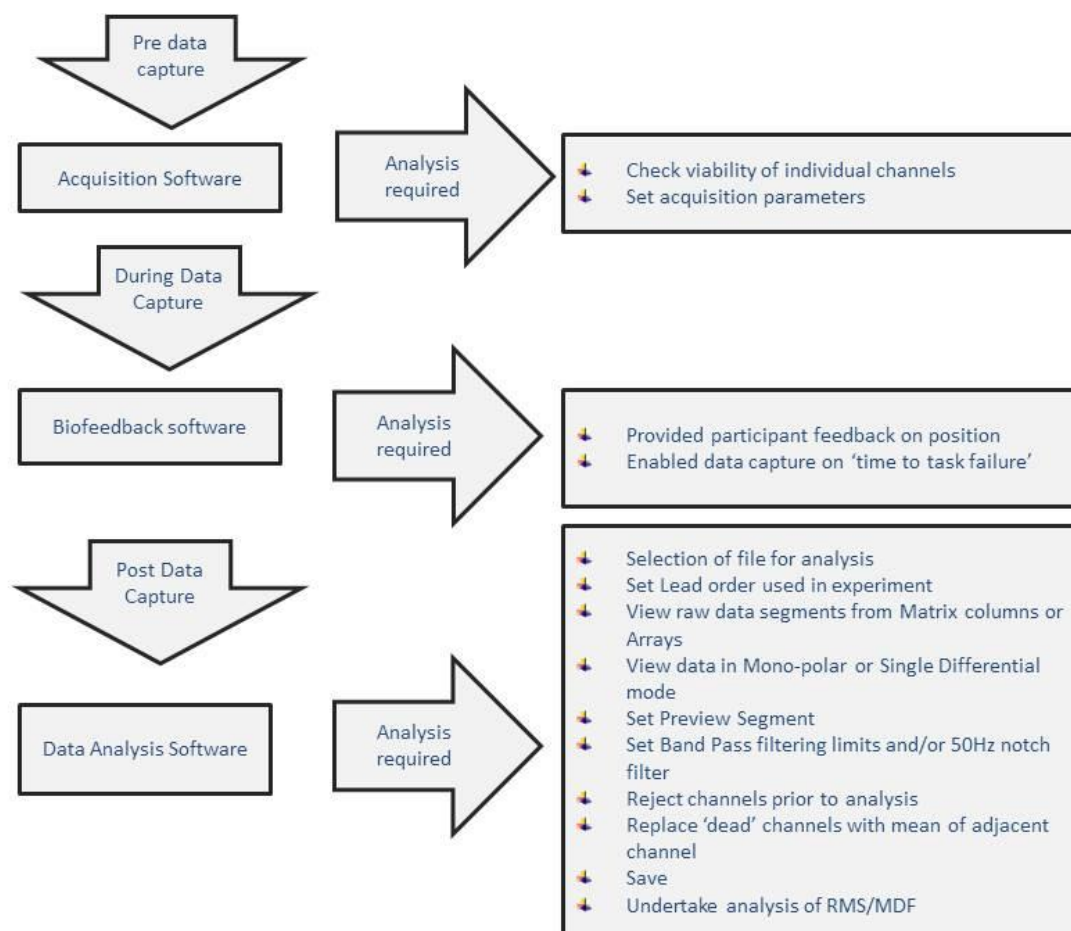 Pre data
capture
Acquisition Software
Analysis
required
Check viability of individual channels
Set acquisition parameters
During Data
Capture
Biofeedback software
Analysis
required
Provided participant feedback on position
Enabled data capture on ‘time to task failure’
Post Data
Capture
Data Analysis Software
Analysis
required
Selection of file for analysis
Set Lead order used in experiment
View raw data segments from Matrix columns or
Arrays
View data in Mono-polar or Single Differential
mode
Set Preview Segment
Set Band Pass filtering limits and/or 50Hz notch
filter
Reject channels prior to analysis
Replace ‘dead’ channels with mean of adjacent
channel
Save
Undertake analysis of RMS/MDF